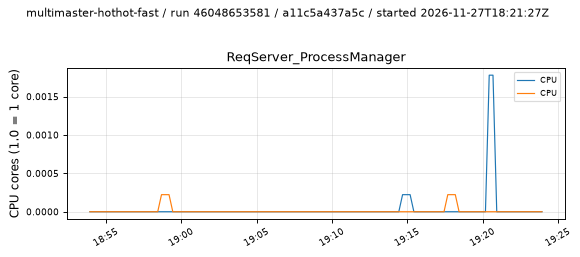 multimaster-hothot-fast / run 46048653581 / a11c5a437a5c / started 2026-11-27T18:21:27Z
ReqServer_ProcessManager
CPU cores (1.0 = 1 core)
0.0015
0.0010
0.0005
0.0000
CPU
CPU
18:55
19:00
19:05
19:10
19:15
19:20
19:25